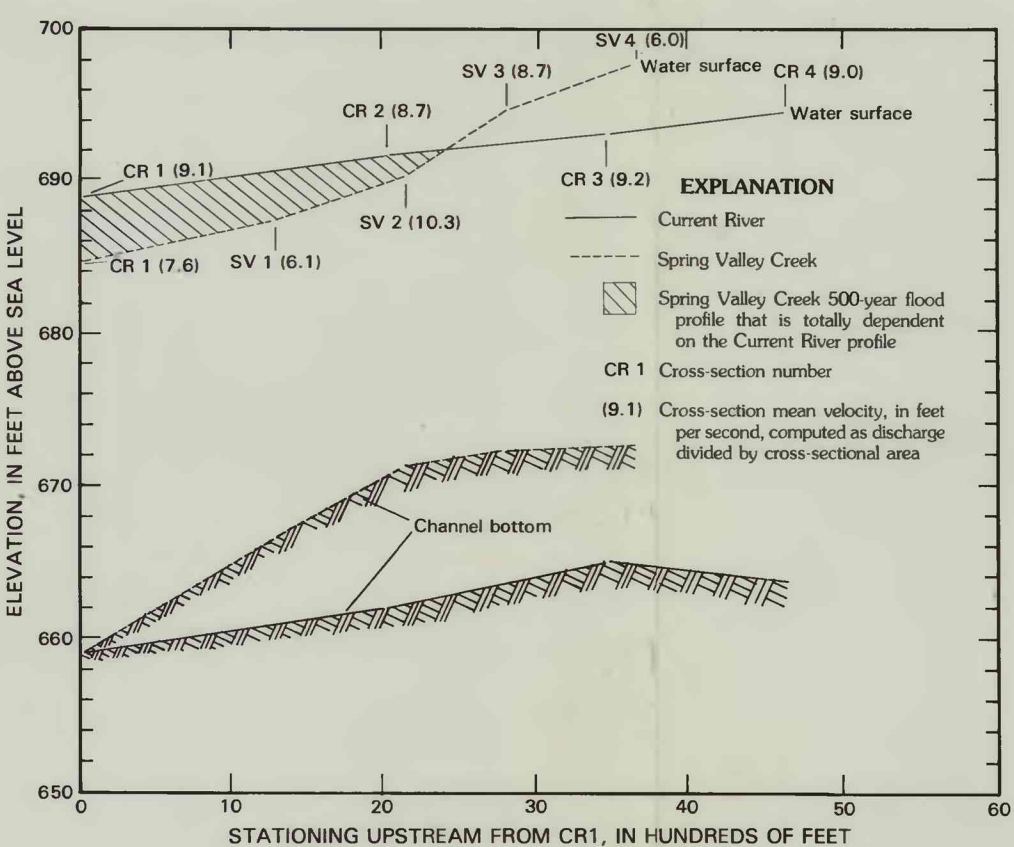 700
690
680
670
660
650
ELEVATION, IN FEET ABOVE SEA LEVEL
SV 4 (6.0)
Water surface
SV 3 (8.7)
CR 4 (9.0)
CR 2 (8.7)
Water surface
CR 1 (9.1)
CR 3 (9.2)
SV 2 (10.3)
CR 1 (7.6)
SV 1 (6.1)
EXPLANATION
Current River
Spring Valley Creek
Spring Valley Creek 500-year flood
profile that is totally dependent
on the Current River profile
CR 1 Cross-section number
(9.1) Cross-section mean velocity, in feet
per second, computed as discharge
divided by cross-sectional area
Channel bottom
0 10 20 30 40 50 60
STATIONING UPSTREAM FROM CR1, IN HUNDREDS OF FEET